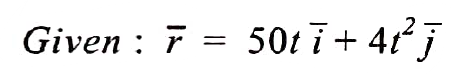 Given : r̅ = 50t i̅ + 4t² j̅